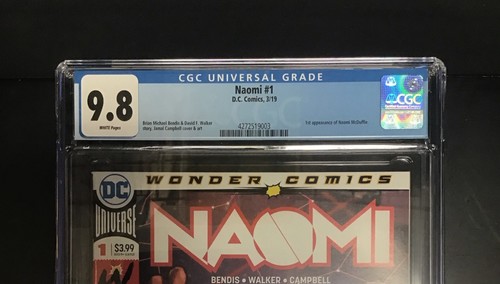 CGC UNIVERSAL GRADE
9.8
WHITE Pages
Naomi #1
D.C. Comics, 3/19
Brian Michael Bendis & David F. Walker
story, Jamal Campbell cover & art
4272519003
1st appearance of Naomi McDuffie
CGC
DC
UNIVERSE
1 $3.99
WONDER COMICS
NAOMI
BENDIS • WALKER • CAMPBELL